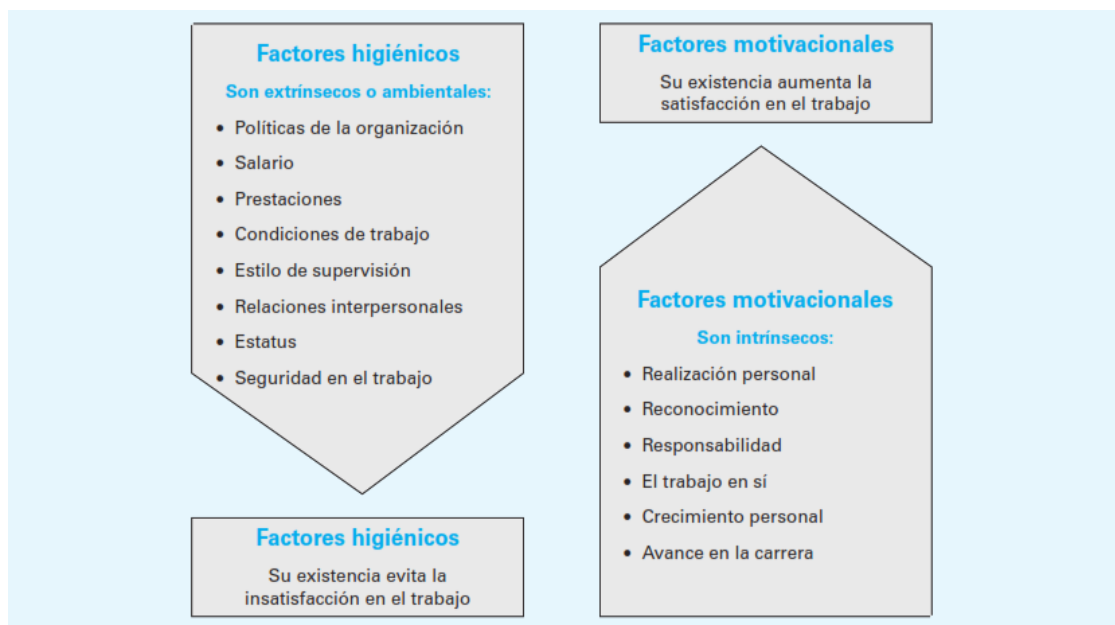 Factores higiénicos
Son extrínsecos o ambientales:
• Políticas de la organización
• Salario
• Prestaciones
• Condiciones de trabajo
• Estilo de supervisión
• Relaciones interpersonales
• Estatus
• Seguridad en el trabajo
Factores higiénicos
Su existencia evita la
insatisfacción en el trabajo
Factores motivacionales
Su existencia aumenta la
satisfacción en el trabajo
Factores motivacionales
Son intrínsecos:
• Realización personal
• Reconocimiento
• Responsabilidad
• El trabajo en sí
• Crecimiento personal
• Avance en la carrera